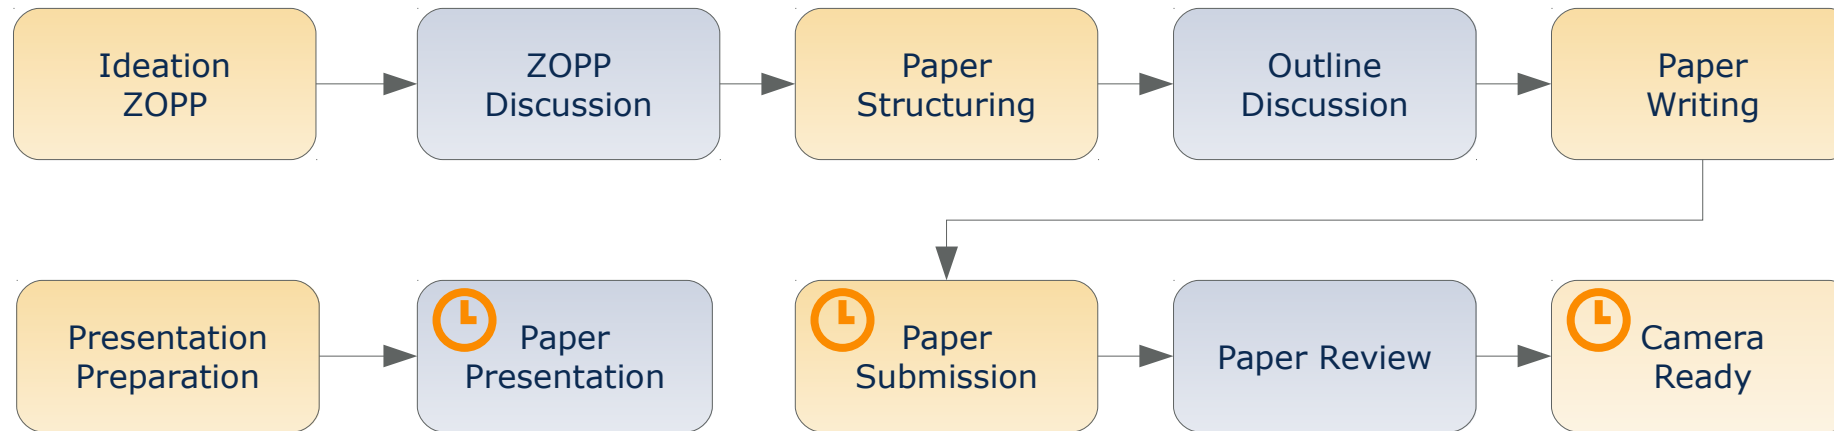 Ideation
ZOPP
ZOPP
Discussion
Paper
Structuring
Outline
Discussion
Paper
Writing
Presentation
Preparation
Paper
Presentation
Paper
Submission
Paper Review
Camera
Ready